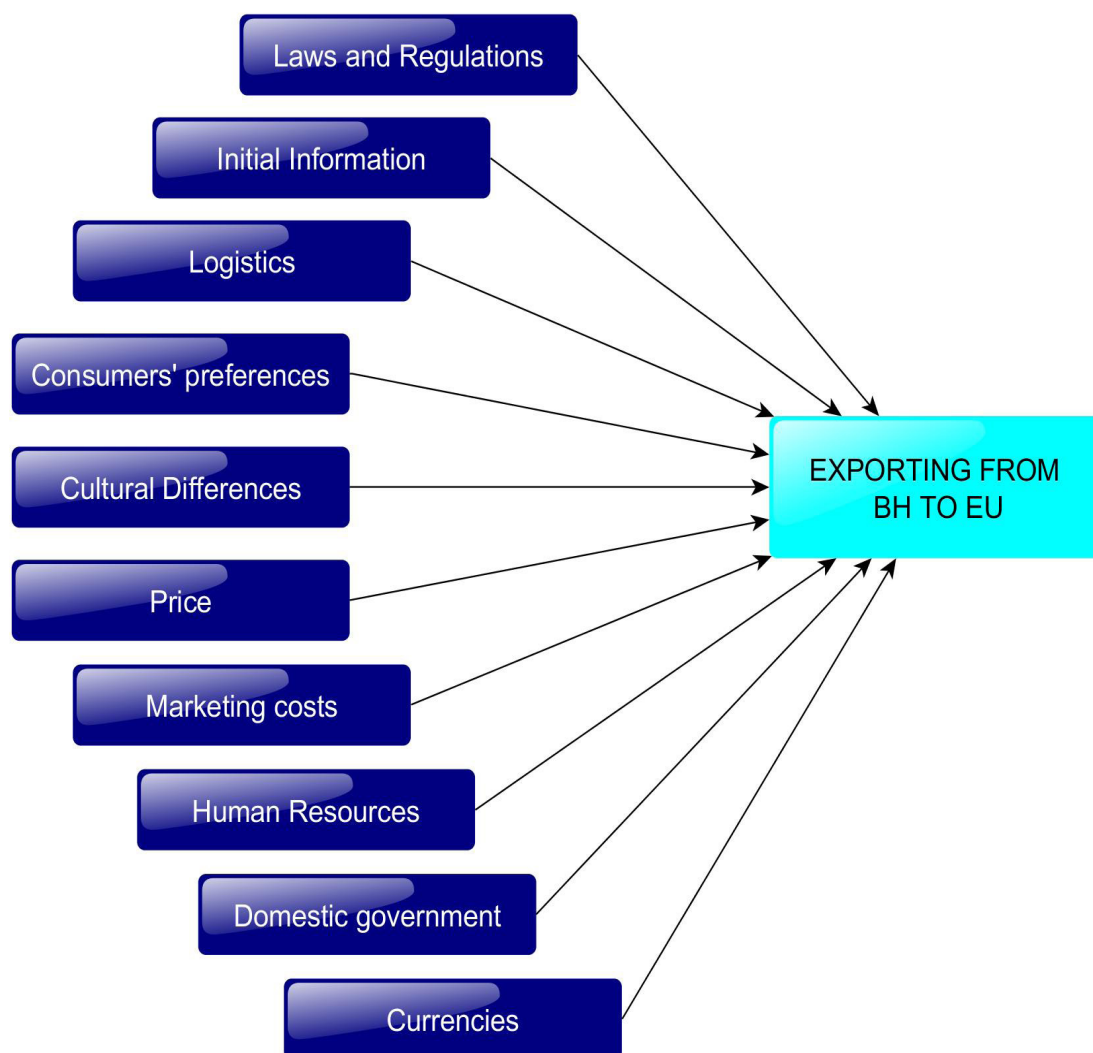 Laws and Regulations
Initial Information
Logistics
Consumers' preferences
Cultural Differences
Price
Marketing costs
Human Resources
Domestic government
Currencies
EXPORTING FROM
BH TO EU